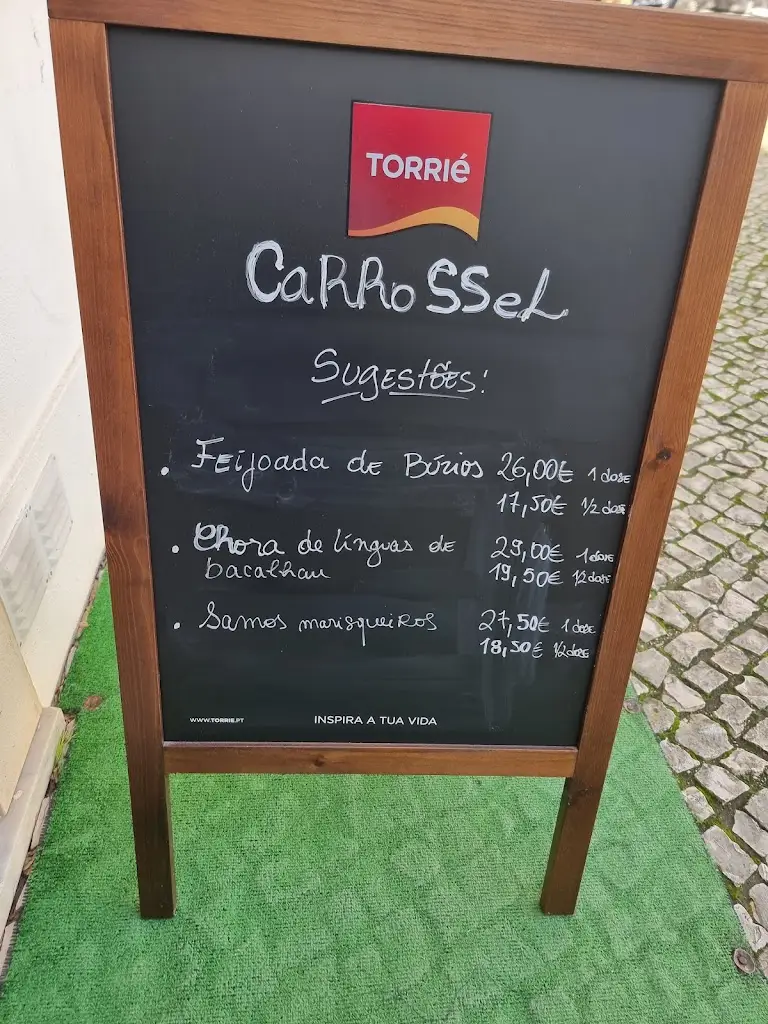 TORRIÉ
CARROSSEL
Sugestões!
. Feijoada de Búzios 26,00€ 1 dose
17,50€ 1/2 dose
. Chora de línguas de 29,00€ 1 dose
bacalhau 19,50€ 1/2 dose
. Samos marisqueiros 27,50€ 1 dose
18,50€ 1/2 dose
WWW.TORRIE.PT INSPIRA A TUA VIDA